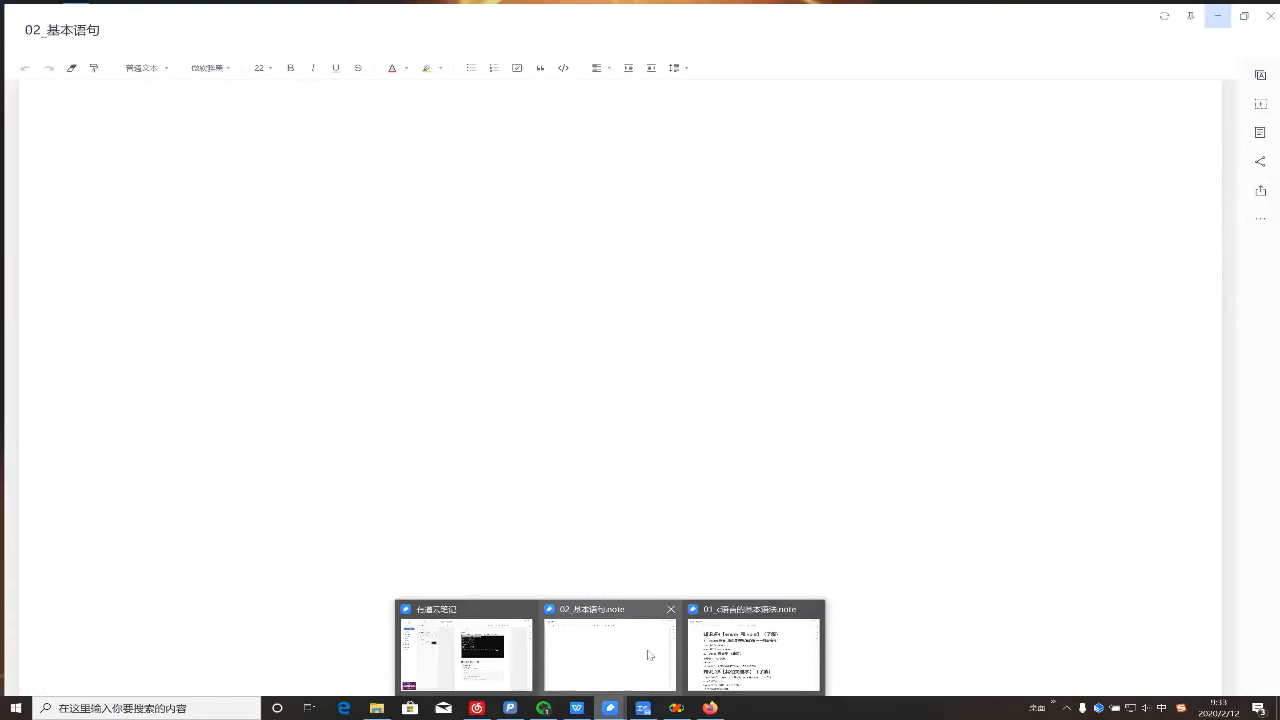 02_基本语句
普通文本
微软雅黑
22
B
I
U
S
A
有道云笔记
02_基本语句.note
01_c语言的基本语法.note
在这里输入你要搜索的内容
桌面
中
9:33
2020/2/12